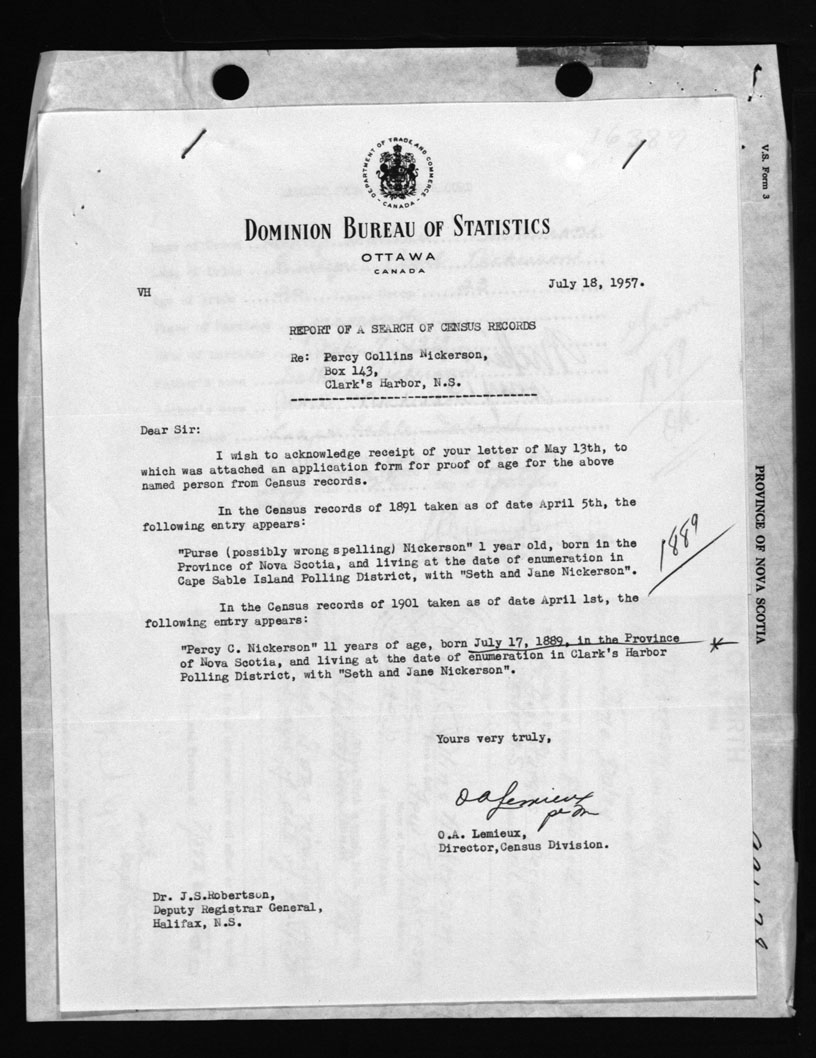 DEPARTMENT OF TRADE AND COMMERCE
- CANADA -
DOMINION BUREAU OF STATISTICS
OTTAWA
CANADA
VH
July 18, 1957.
REPORT OF A SEARCH OF CENSUS RECORDS
Re: Percy Collins Nickerson,
Box 143,
Clark's Harbor, N.S.
Dear Sir:
I wish to acknowledge receipt of your letter of May 13th, to
which was attached an application form for proof of age for the above
named person from Census records.
In the Census records of 1891 taken as of date April 5th, the
following entry appears:
"Purse (possibly wrong spelling) Nickerson" 1 year old, born in the
Province of Nova Scotia, and living at the date of enumeration in
Cape Sable Island Polling District, with "Seth and Jane Nickerson".
1889
In the Census records of 1901 taken as of date April 1st, the
following entry appears:
"Percy C. Nickerson" 11 years of age, born July 17, 1889, in the Province
of Nova Scotia, and living at the date of enumeration in Clark's Harbor
Polling District, with "Seth and Jane Nickerson".
Yours very truly,
O A Lemieux
O.A. Lemieux,
Director,Census Division.
Dr. J.S.Robertson,
Deputy Registrar General,
Halifax, N.S.
V.S. Form 3
PROVINCE OF NOVA SCOTIA